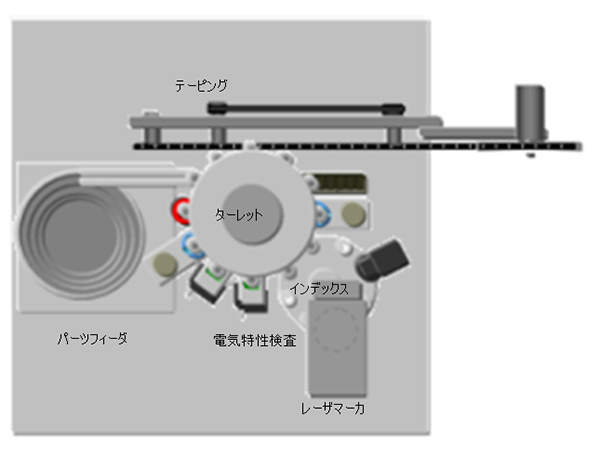 テーピング
ターレット
インデックス
パーツフィーダ
電気特性検査
レーザマーカ